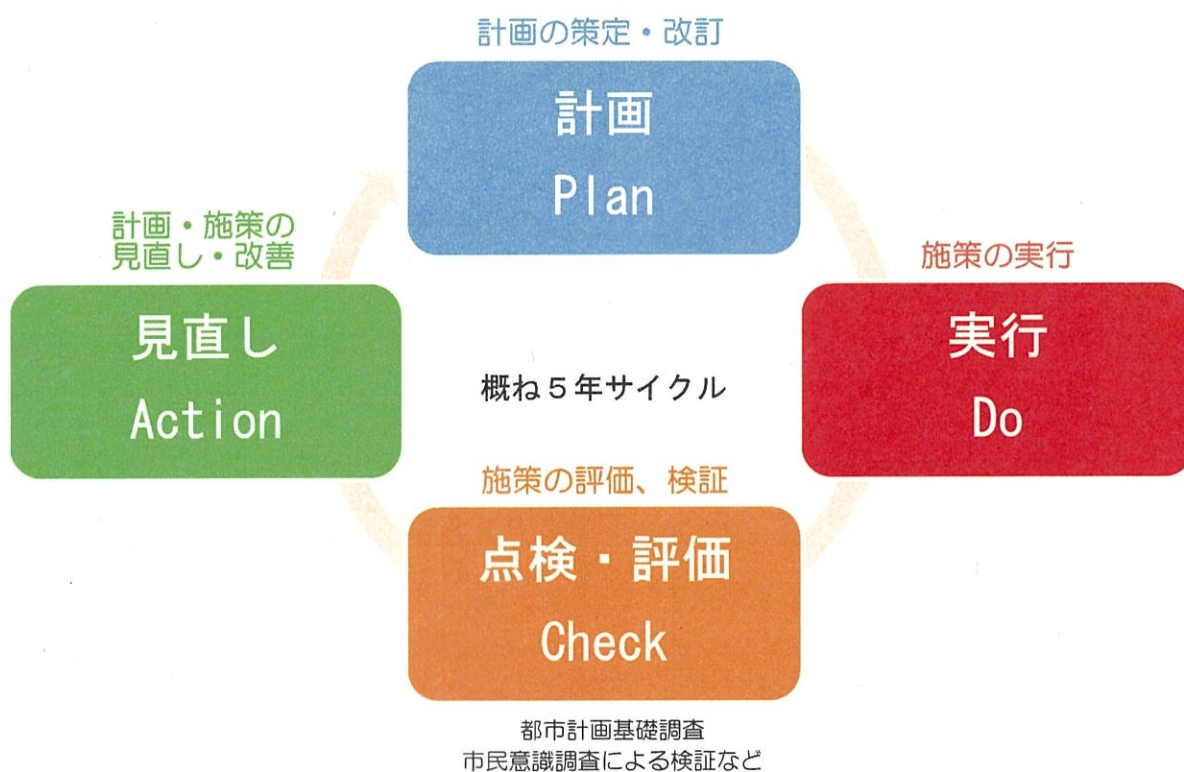 計画の策定・改訂
計画
Plan
計画・施策の
見直し・改善
見直し
Action
施策の実行
実行
Do
概ね５年サイクル
施策の評価、検証
点検・評価
Check
都市計画基礎調査
市民意識調査による検証など